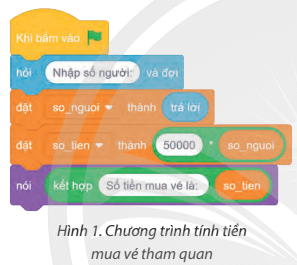 Khi bấm vào
hỏi Nhập số người: và đợi
đặt so_nguoi thành trả lời
đặt so_tien thành 50000 * so_nguoi
nói kết hợp Số tiền mua vé là: so_tien
Hình 1. Chương trình tính tiền
mua vé tham quan